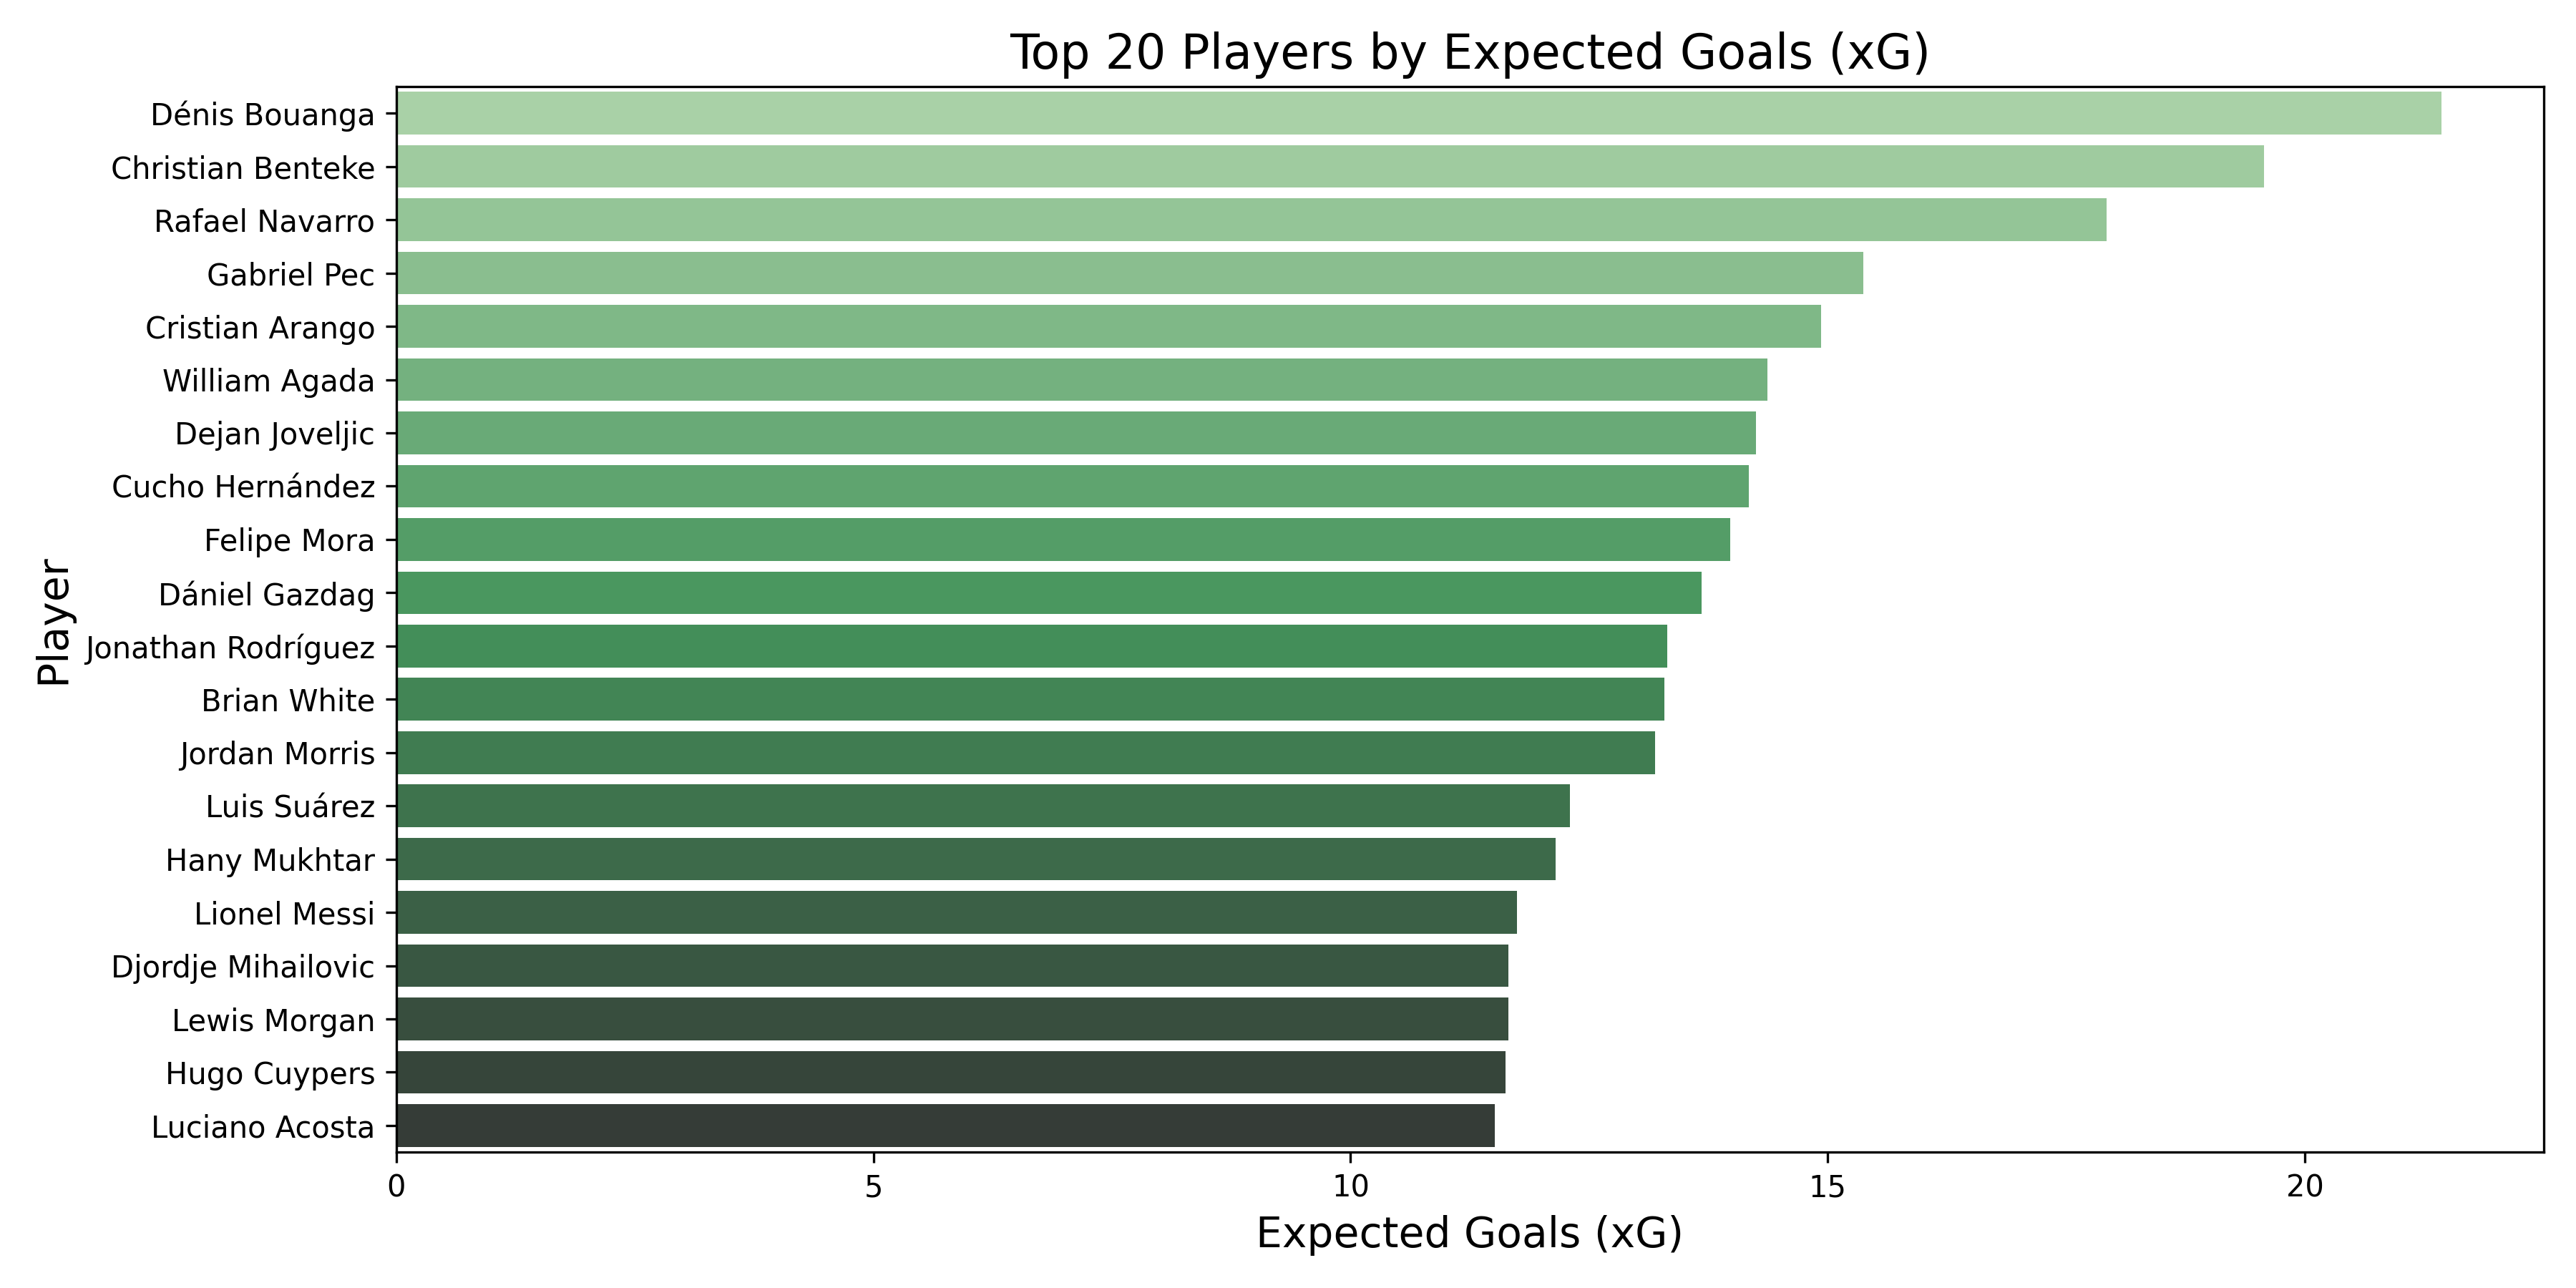 Top 20 Players by Expected Goals (xG)
Player
Dénis Bouanga
Christian Benteke
Rafael Navarro
Gabriel Pec
Cristian Arango
William Agada
Dejan Joveljic
Cucho Hernández
Felipe Mora
Dániel Gazdag
Jonathan Rodríguez
Brian White
Jordan Morris
Luis Suárez
Hany Mukhtar
Lionel Messi
Djordje Mihailovic
Lewis Morgan
Hugo Cuypers
Luciano Acosta
0 5 10 15 20
Expected Goals (xG)